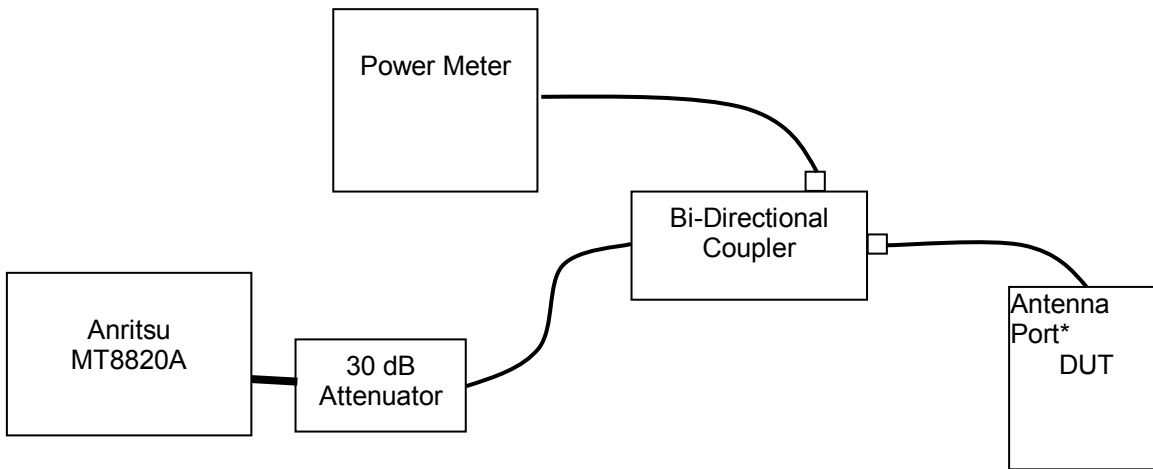 Power Meter
Bi-Directional
Coupler
Anritsu
MT8820A
30 dB
Attenuator
Antenna
Port*
DUT